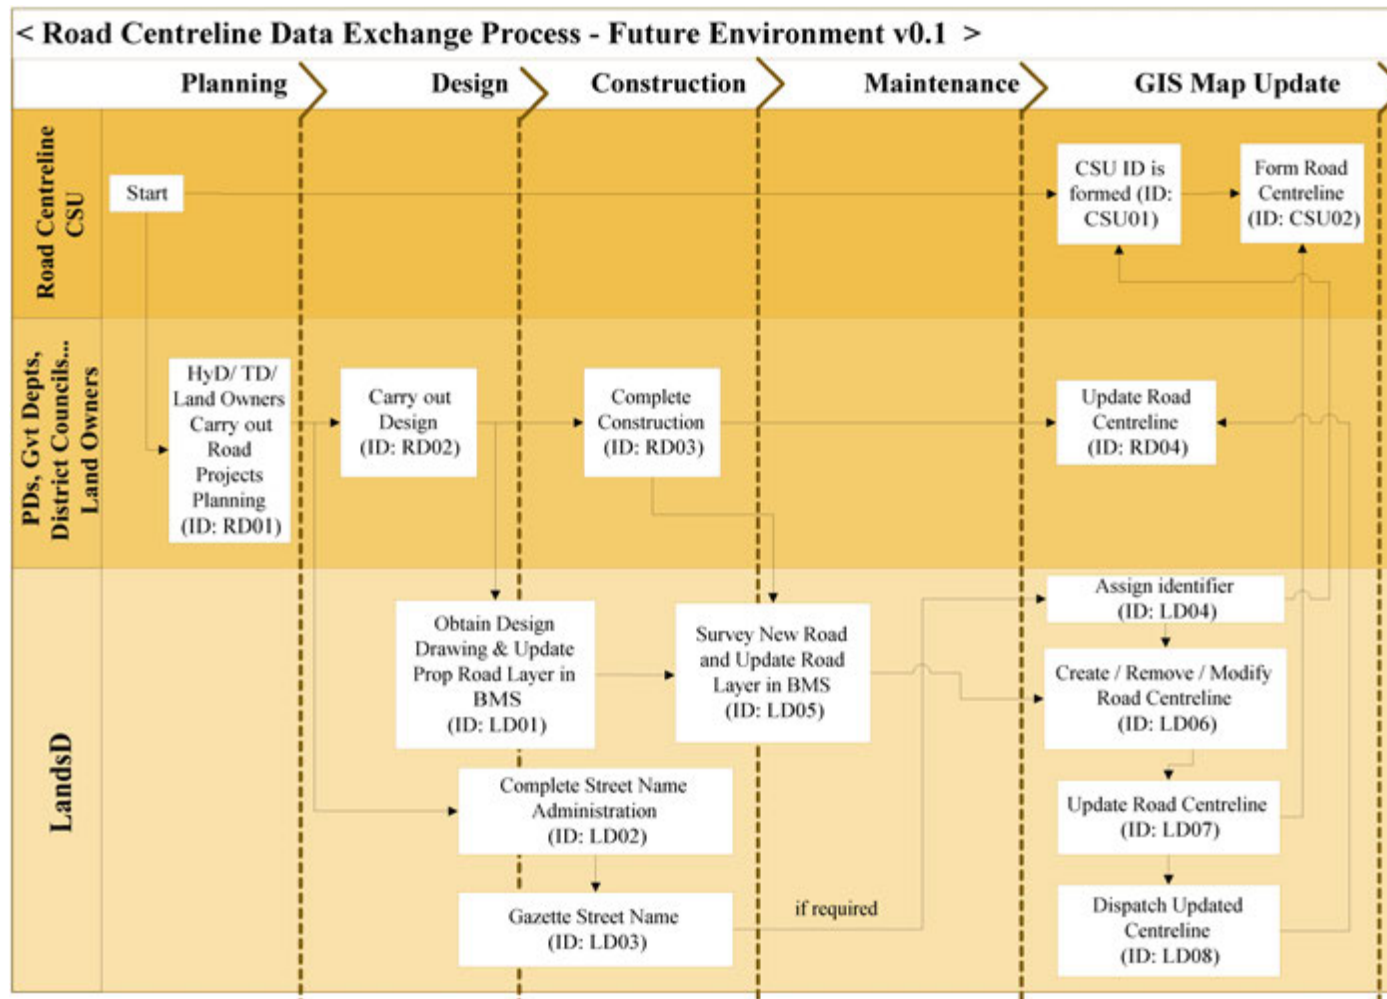 < Road Centreline Data Exchange Process - Future Environment v0.1 >
Planning
Design
Construction
Maintenance
GIS Map Update
Road Centreline
CSU
Start
CSU ID is
formed (ID:
CSU01)
Form Road
Centreline
(ID: CSU02)
PDs, Gvt Depts,
District Councils...
Land Owners
HyD/ TD/
Land Owners
Carry out
Road
Projects
Planning
(ID: RD01)
Carry out
Design
(ID: RD02)
Complete
Construction
(ID: RD03)
Update Road
Centreline
(ID: RD04)
LandsD
Obtain Design
Drawing & Update
Prop Road Layer in
BMS
(ID: LD01)
Survey New Road
and Update Road
Layer in BMS
(ID: LD05)
Assign identifier
(ID: LD04)
Create / Remove / Modify
Road Centreline
(ID: LD06)
Complete Street Name
Administration
(ID: LD02)
Update Road Centreline
(ID: LD07)
Gazette Street Name
(ID: LD03)
if required
Dispatch Updated
Centreline
(ID: LD08)